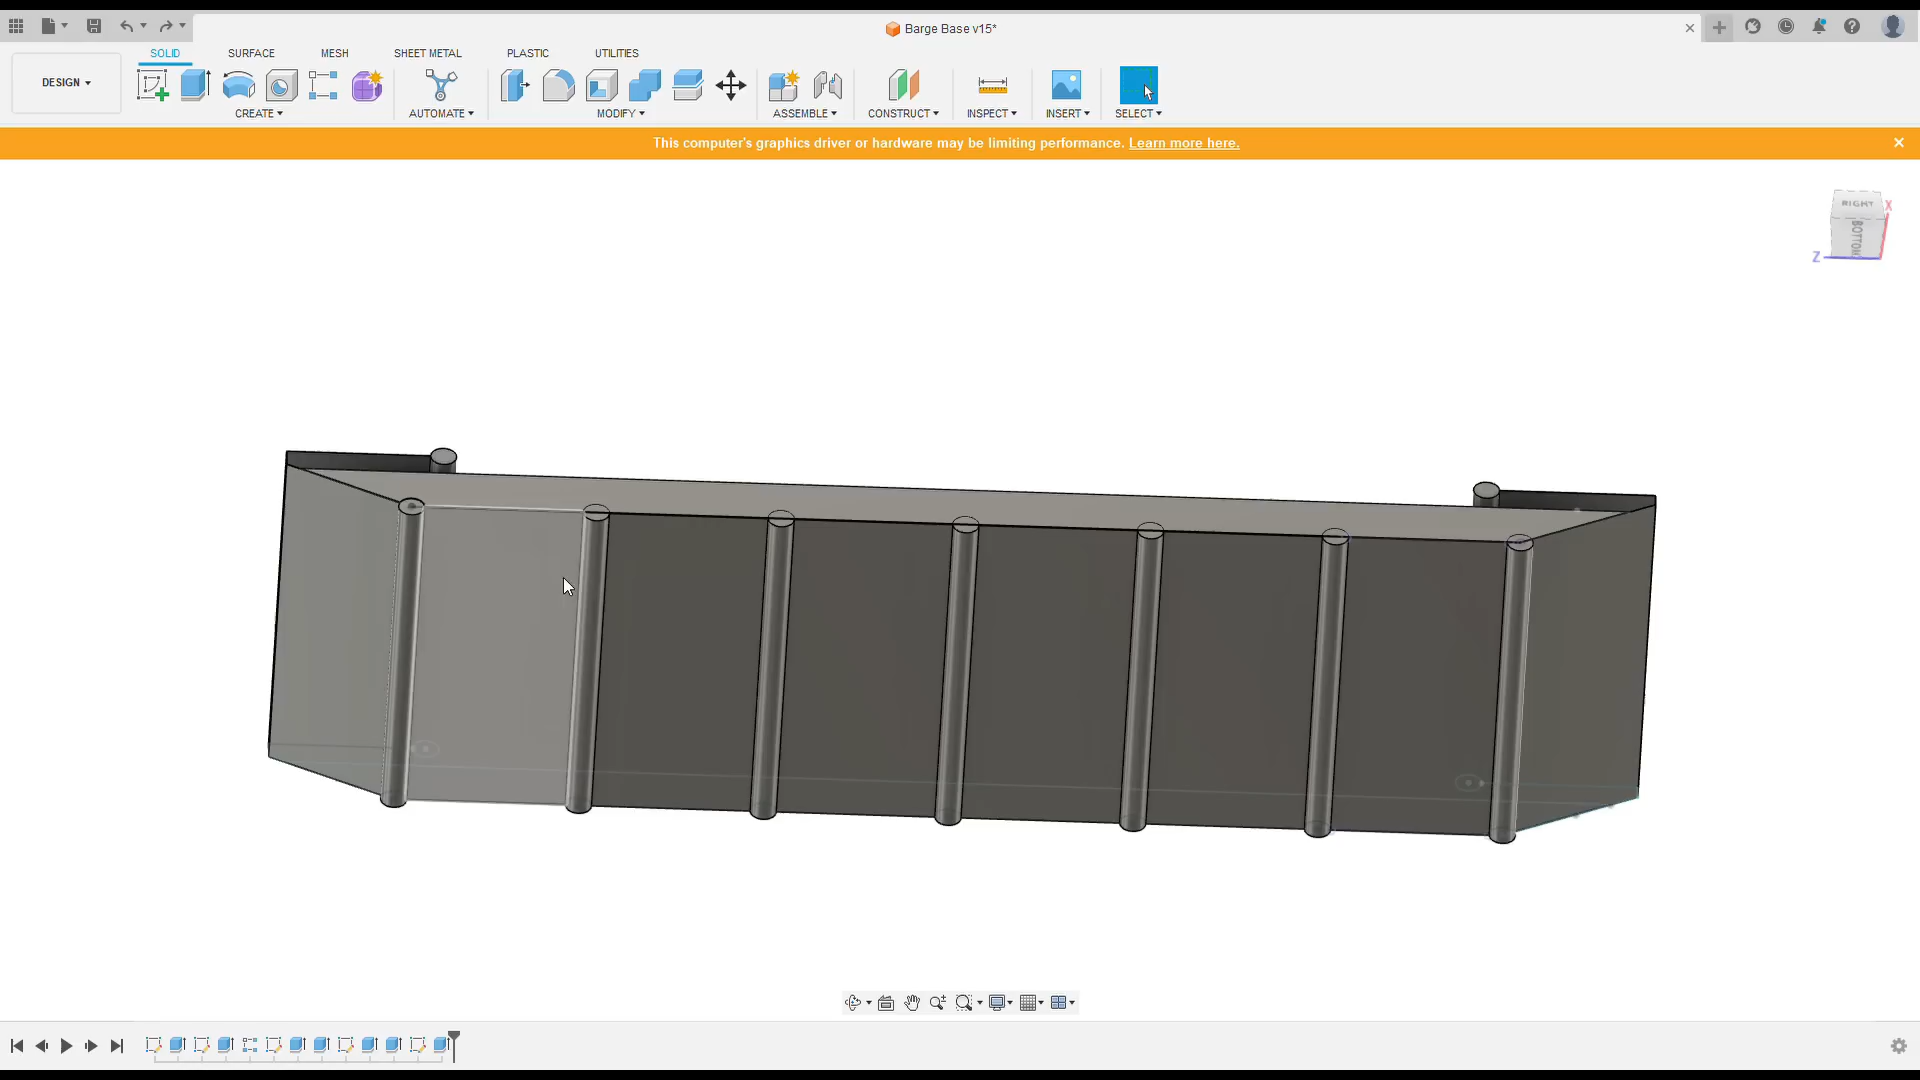 Barge Base v15*
SOLID SURFACE MESH SHEET METAL PLASTIC UTILITIES
DESIGN
CREATE AUTOMATE MODIFY ASSEMBLE CONSTRUCT INSPECT INSERT SELECT
This computer's graphics driver or hardware may be limiting performance. Learn more here.
RIGHT
X
BOTTOM
Z